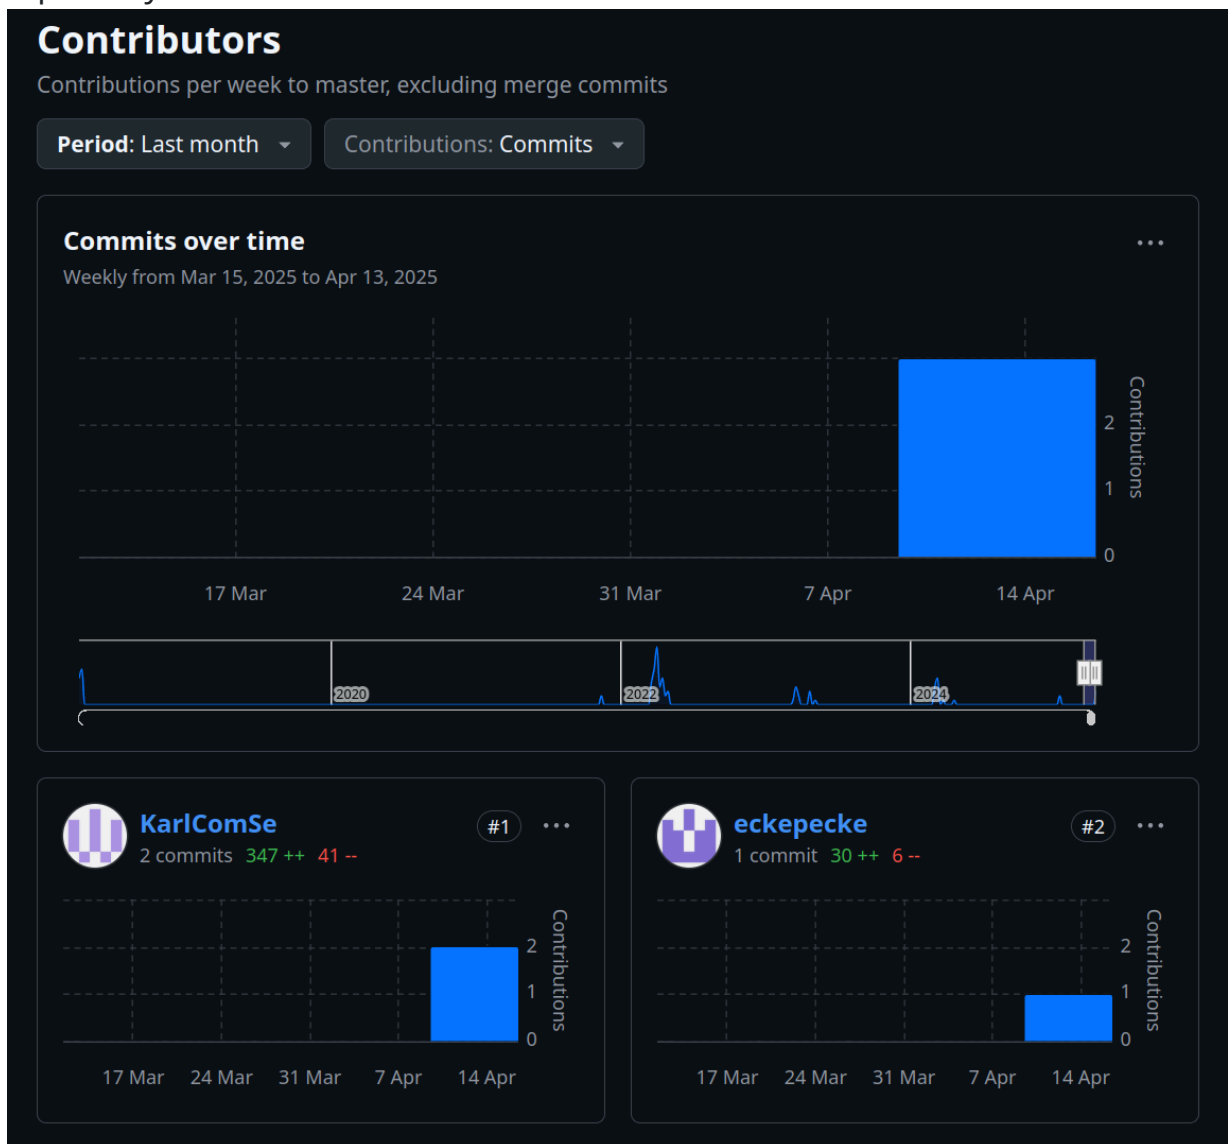 Contributors
Contributions per week to master, excluding merge commits
Period: Last month
Contributions: Commits
Commits over time
Weekly from Mar 15, 2025 to Apr 13, 2025
2
1
0
Contributions
17 Mar 24 Mar 31 Mar 7 Apr 14 Apr
2020 2022 2024
KarlComSe #1
2 commits 347 ++ 41 --
2
1
0
Contributions
17 Mar 24 Mar 31 Mar 7 Apr 14 Apr
eckepecke #2
1 commit 30 ++ 6 --
2
1
0
Contributions
17 Mar 24 Mar 31 Mar 7 Apr 14 Apr